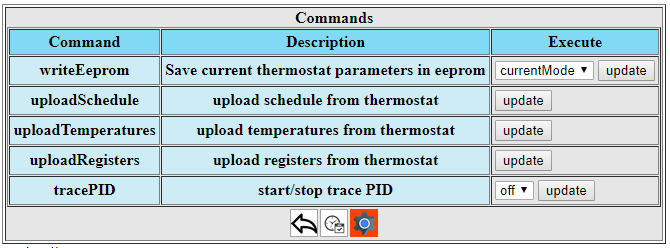 Commands
Command Description Execute
writeEeprom Save current thermostat parameters in eeprom currentMode update
uploadSchedule upload schedule from thermostat update
uploadTemperatures upload temperatures from thermostat update
uploadRegisters upload registers from thermostat update
tracePID start/stop trace PID off update